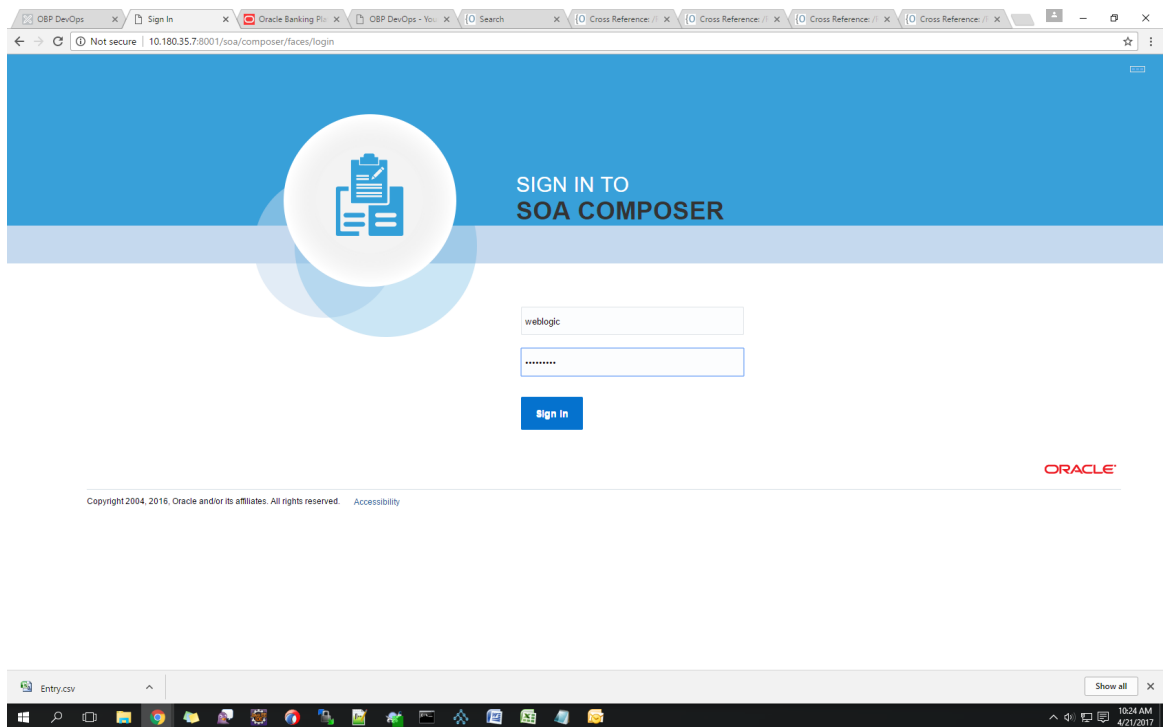 OBP DevOps
Sign In
Oracle Banking Pla
OBP DevOps - You
Search
Cross Reference: /
Cross Reference: /
Cross Reference: /
Cross Reference: /
Not secure | 10.180.35.7:8001/soa/composer/faces/login
SIGN IN TO
SOA COMPOSER
weblogic
•••••••••
Sign In
ORACLE
Copyright 2004, 2016, Oracle and/or its affiliates. All rights reserved. Accessibility
Entry.csv
Show all
10:24 AM
4/21/2017